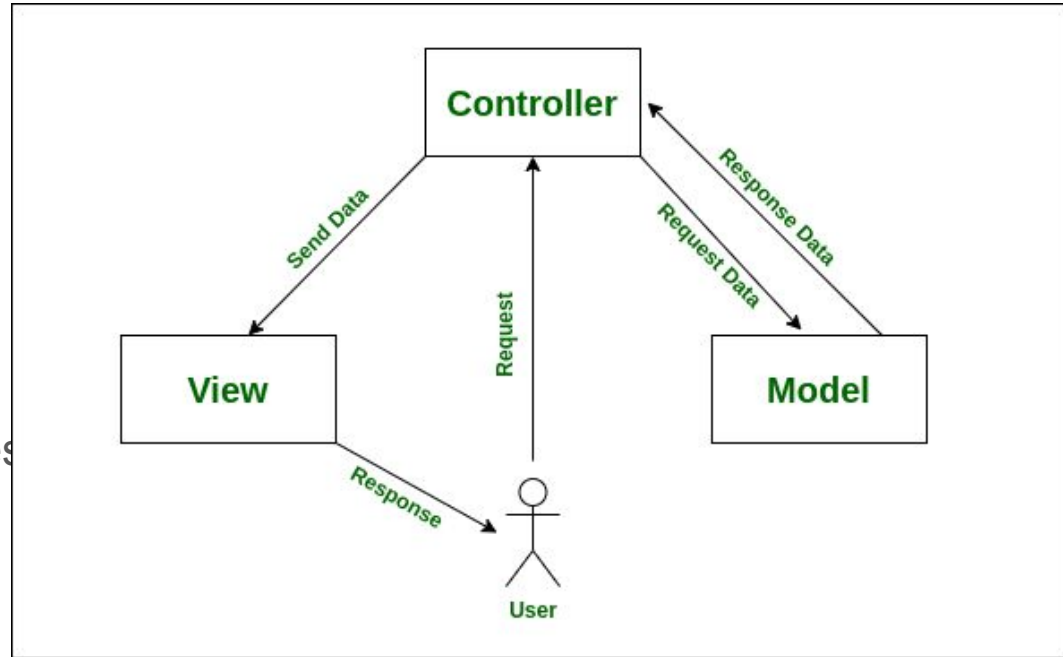 Controller
Send Data
Request
Request Data
Response Data
View
Model
Response
User